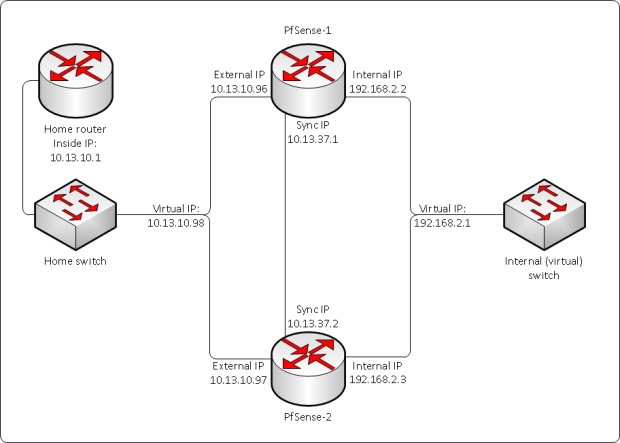 PfSense-1
External IP
10.13.10.96
Internal IP
192.168.2.2
Sync IP
10.13.37.1
Home router
Inside IP:
10.13.10.1
Virtual IP:
10.13.10.98
Virtual IP:
192.168.2.1
Home switch
Internal (virtual)
switch
Sync IP
10.13.37.2
External IP
10.13.10.97
Internal IP
192.168.2.3
PfSense-2